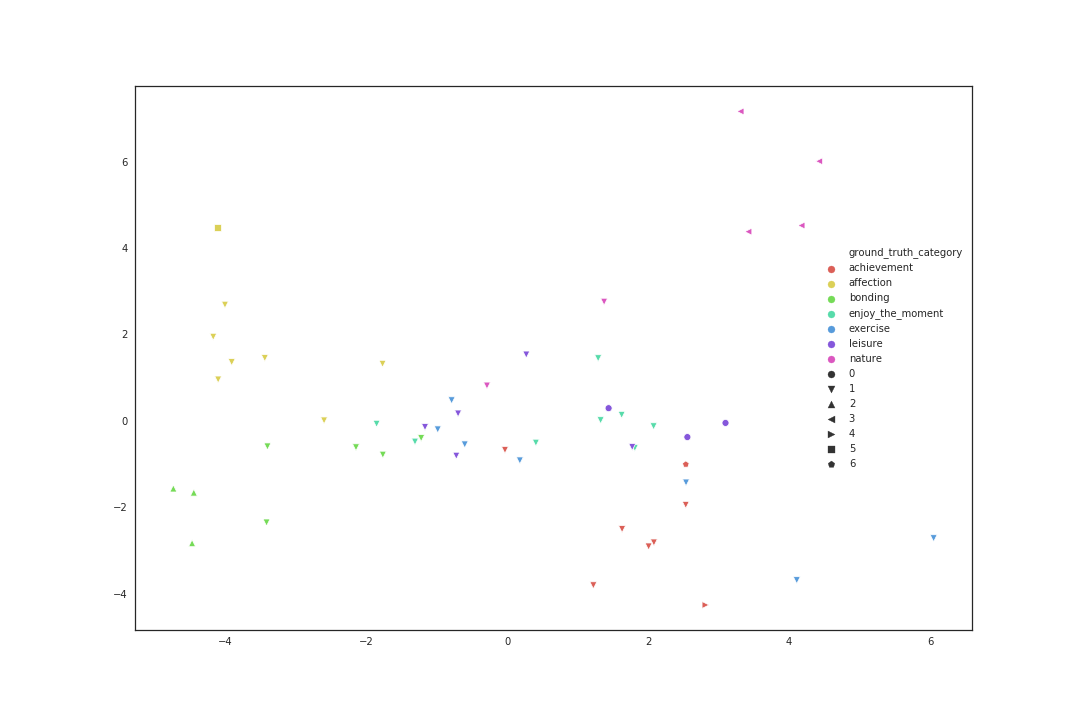 6
4
2
0
−2
−4
−4
−2
0
2
4
6
ground_truth_category
achievement
affection
bonding
enjoy_the_moment
exercise
leisure
nature
0
1
2
3
4
5
6